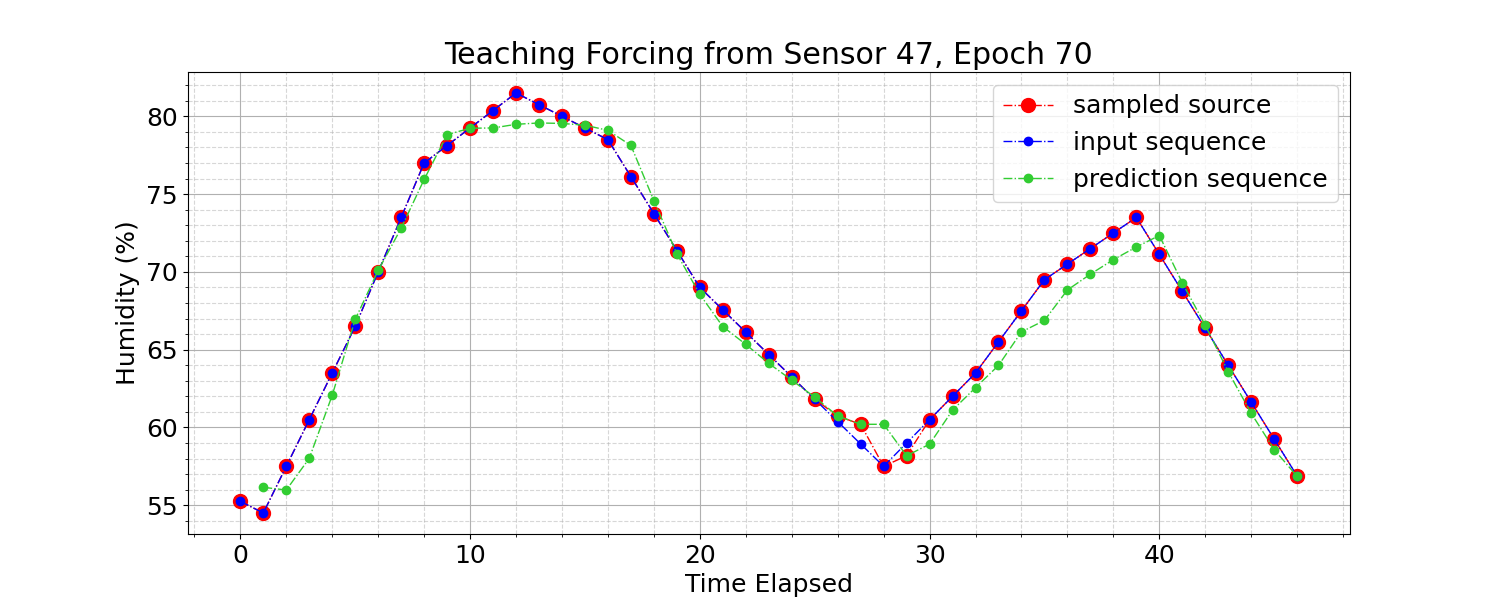 Teaching Forcing from Sensor 47, Epoch 70
sampled source
input sequence
prediction sequence
Humidity (%)
80
75
70
65
60
55
0 10 20 30 40
Time Elapsed